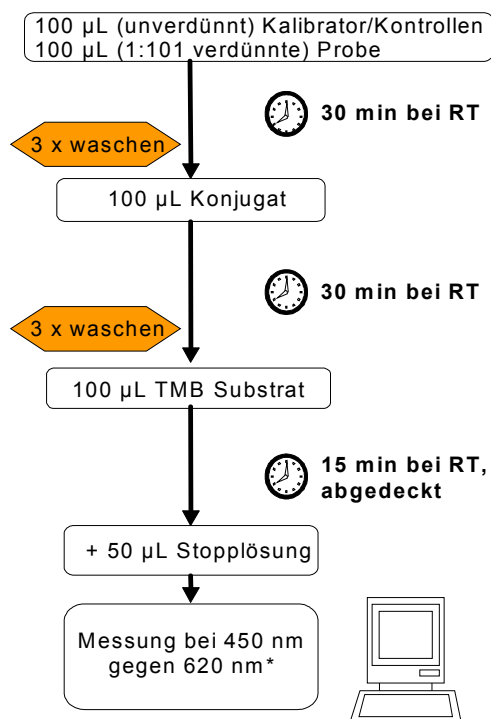 100 µL (unverdünnt) Kalibrator/Kontrollen
100 µL (1:101 verdünnte) Probe
30 min bei RT
3 x waschen
100 µL Konjugat
30 min bei RT
3 x waschen
100 µL TMB Substrat
15 min bei RT,
abgedeckt
+ 50 µL Stopplösung
Messung bei 450 nm
gegen 620 nm*